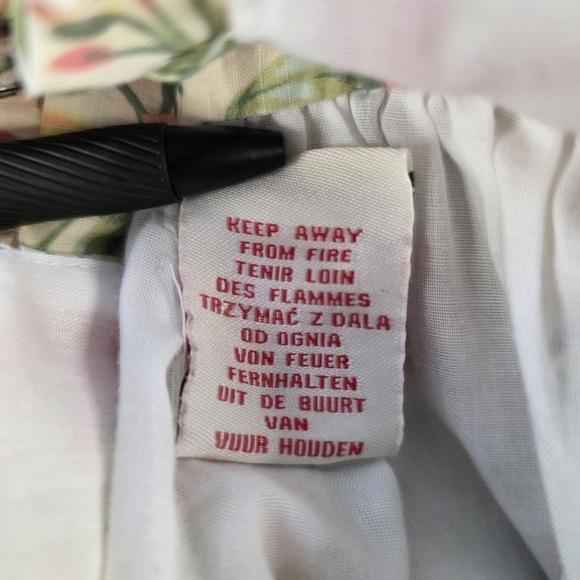 KEEP AWAY
FROM FIRE
TENIR LOIN
DES FLAMMES
TRZYMAĆ Z DALA
OD OGNIA
VON FEUER
FERNHALTEN
UIT DE BUURT
VAN
VUUR HOUDEN